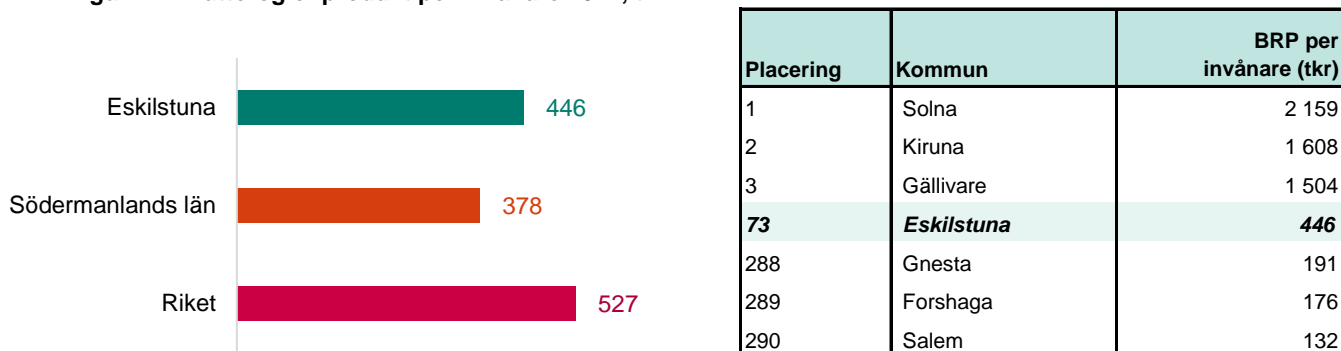 Eskilstuna 446
Södermanlands län 378
Riket 527
Placering Kommun BRP per invånare (tkr)
1 Solna 2 159
2 Kiruna 1 608
3 Gällivare 1 504
73 Eskilstuna 446
288 Gnesta 191
289 Forshaga 176
290 Salem 132